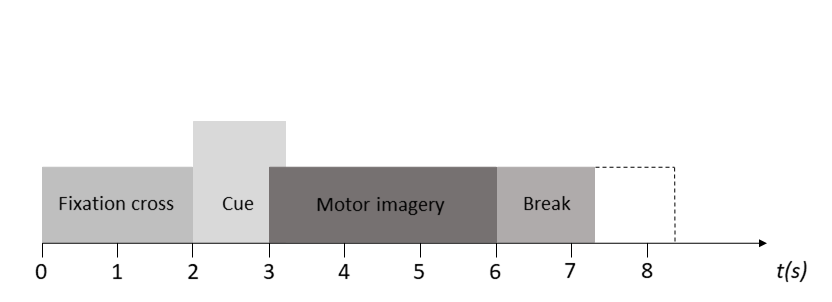 Fixation cross Cue Motor imagery Break
0 1 2 3 4 5 6 7 8 t(s)